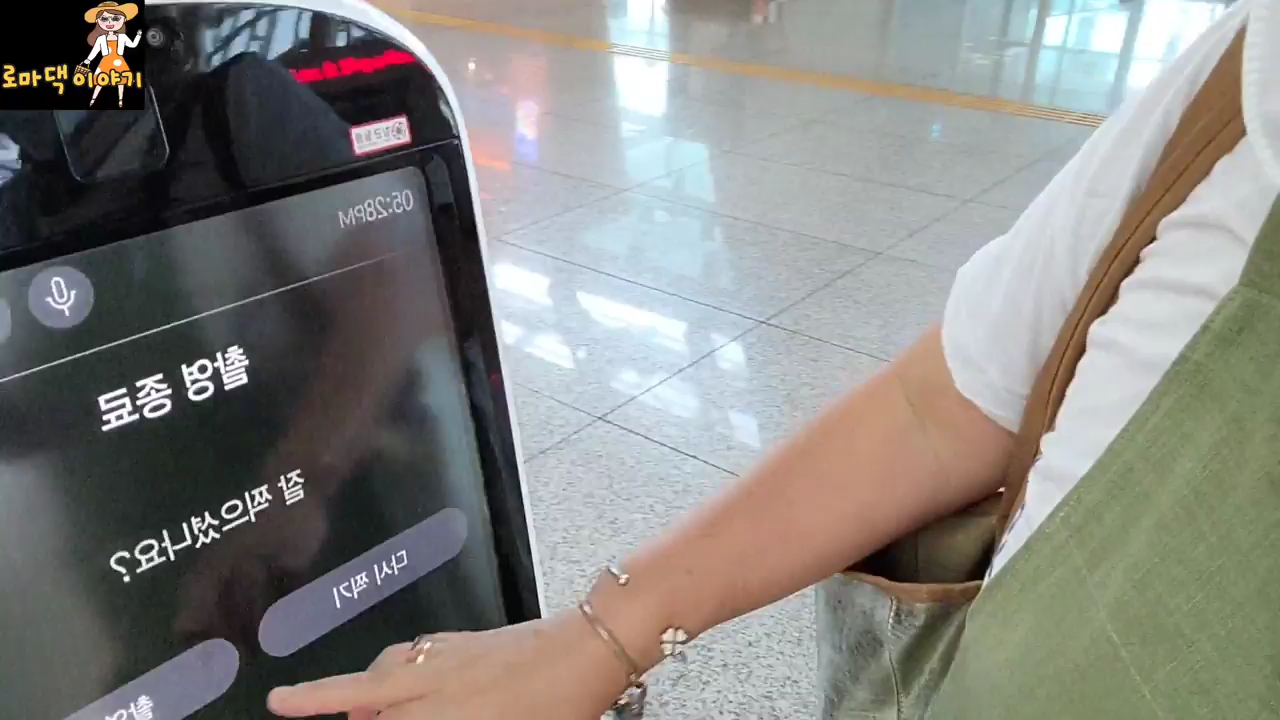 로마댁 이야기
05:28PM
촬영 종료
잘 찍으셨나요?
다시 찍기